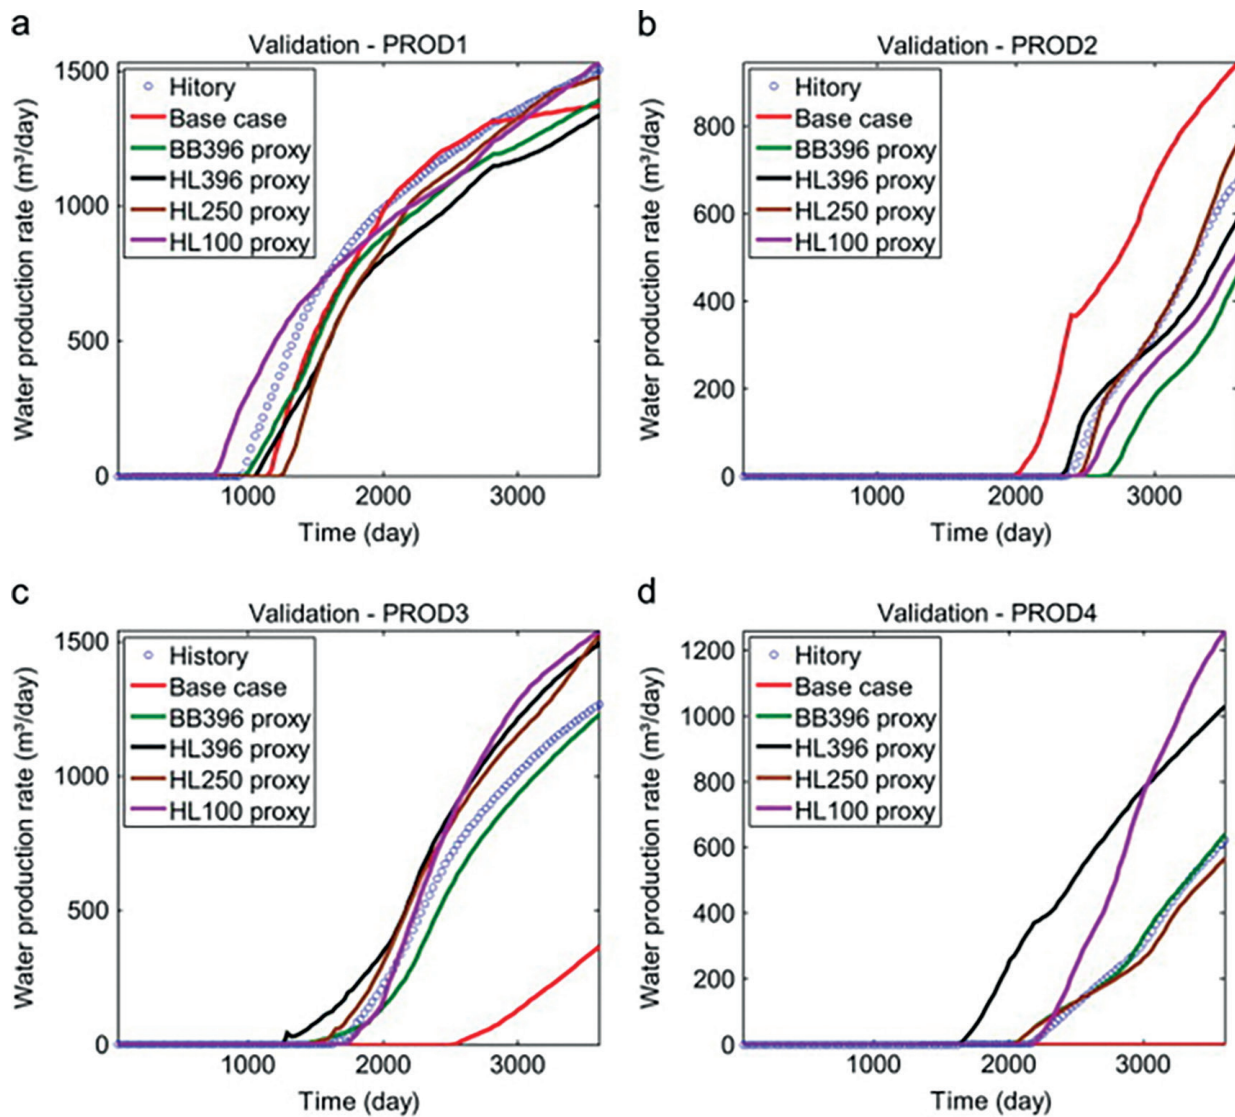 a
Validation - PROD1
Water production rate (m³/day)
1500
1000
500
0
Hitory
Base case
BB396 proxy
HL396 proxy
HL250 proxy
HL100 proxy
1000 2000 3000
Time (day)
b
Validation - PROD2
Water production rate (m³/day)
800
600
400
200
0
Hitory
Base case
BB396 proxy
HL396 proxy
HL250 proxy
HL100 proxy
1000 2000 3000
Time (day)
c
Validation - PROD3
Water production rate (m³/day)
1500
1000
500
0
History
Base case
BB396 proxy
HL396 proxy
HL250 proxy
HL100 proxy
1000 2000 3000
Time (day)
d
Validation - PROD4
Water production rate (m³/day)
1200
1000
800
600
400
200
0
Hitory
Base case
BB396 proxy
HL396 proxy
HL250 proxy
HL100 proxy
1000 2000 3000
Time (day)